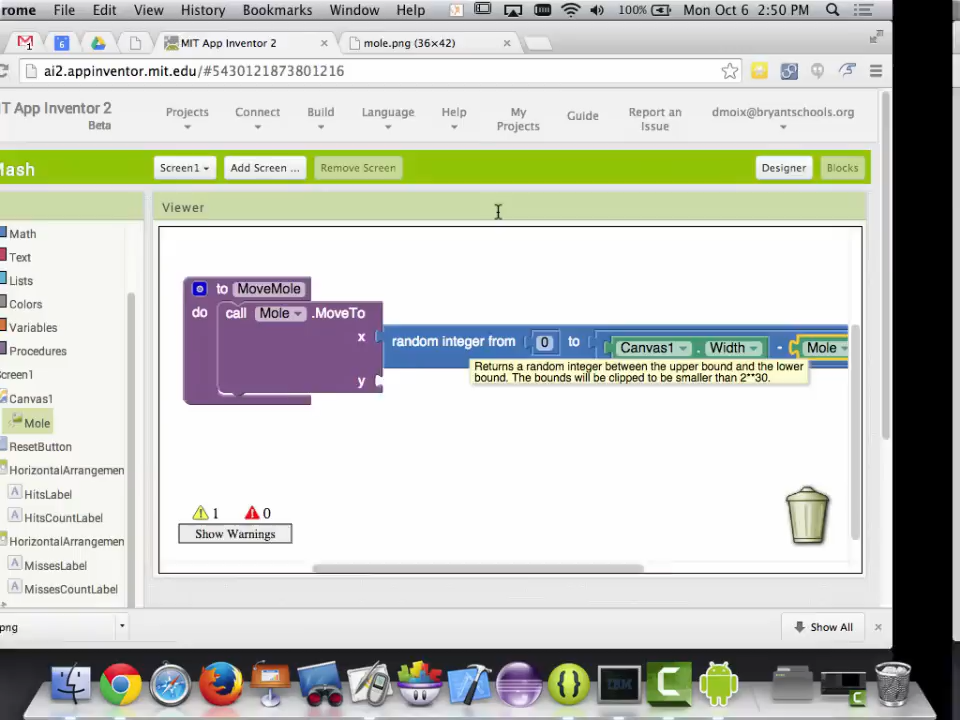 rome File Edit View History Bookmarks Window Help 100% Mon Oct 6 2:50 PM
1 6 MIT App Inventor 2 × mole.png (36×42) ×
ai2.appinventor.mit.edu/#5430121873801216
IT App Inventor 2
Beta
Projects Connect Build Language Help My Projects Guide Report an Issue dmoix@bryantschools.org
Mash Screen1 Add Screen ... Remove Screen Designer Blocks
Viewer
Math
Text
Lists
Colors
Variables
Procedures
Screen1
Canvas1
Mole
ResetButton
HorizontalArrangemen
A HitsLabel
A HitsCountLabel
HorizontalArrangemen
A MissesLabel
A MissesCountLabel
to MoveMole
do call Mole .MoveTo
x random integer from 0 to Canvas1 . Width - Mole
Returns a random integer between the upper bound and the lower
bound. The bounds will be clipped to be smaller than 2**30.
y
1 0
Show Warnings
png Show All ×
IBM
C